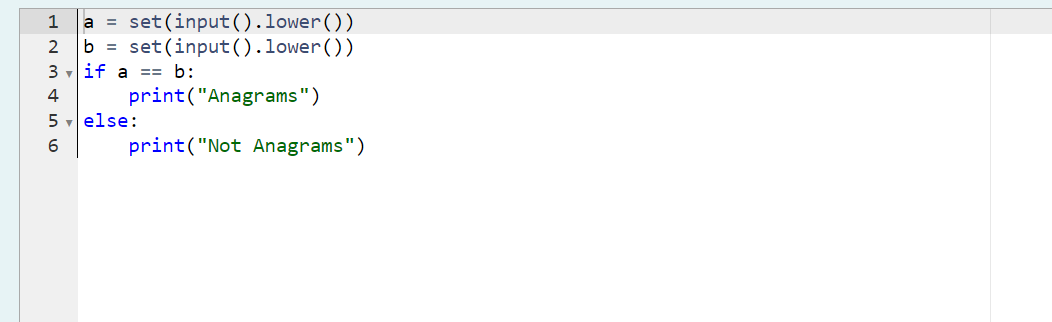 1 a = set(input().lower())
2 b = set(input().lower())
3 if a == b:
4     print("Anagrams")
5 else:
6     print("Not Anagrams")